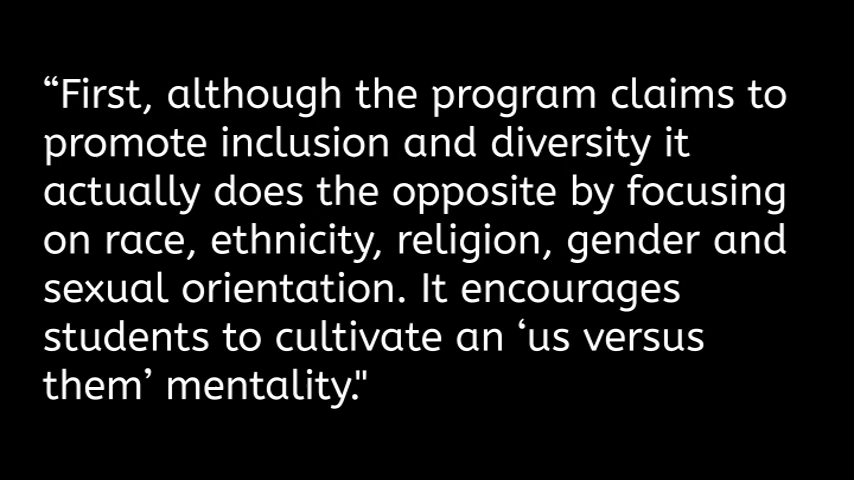 “First, although the program claims to
promote inclusion and diversity it
actually does the opposite by focusing
on race, ethnicity, religion, gender and
sexual orientation. It encourages
students to cultivate an ‘us versus
them’ mentality."